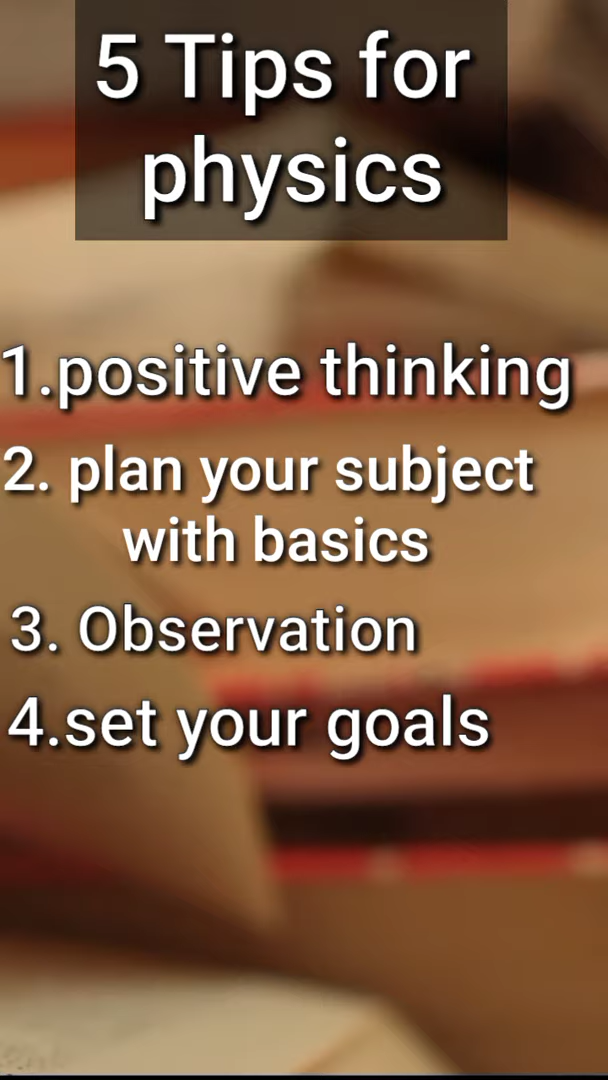 5 Tips for
physics
1.positive thinking
2. plan your subject
with basics
3. Observation
4.set your goals